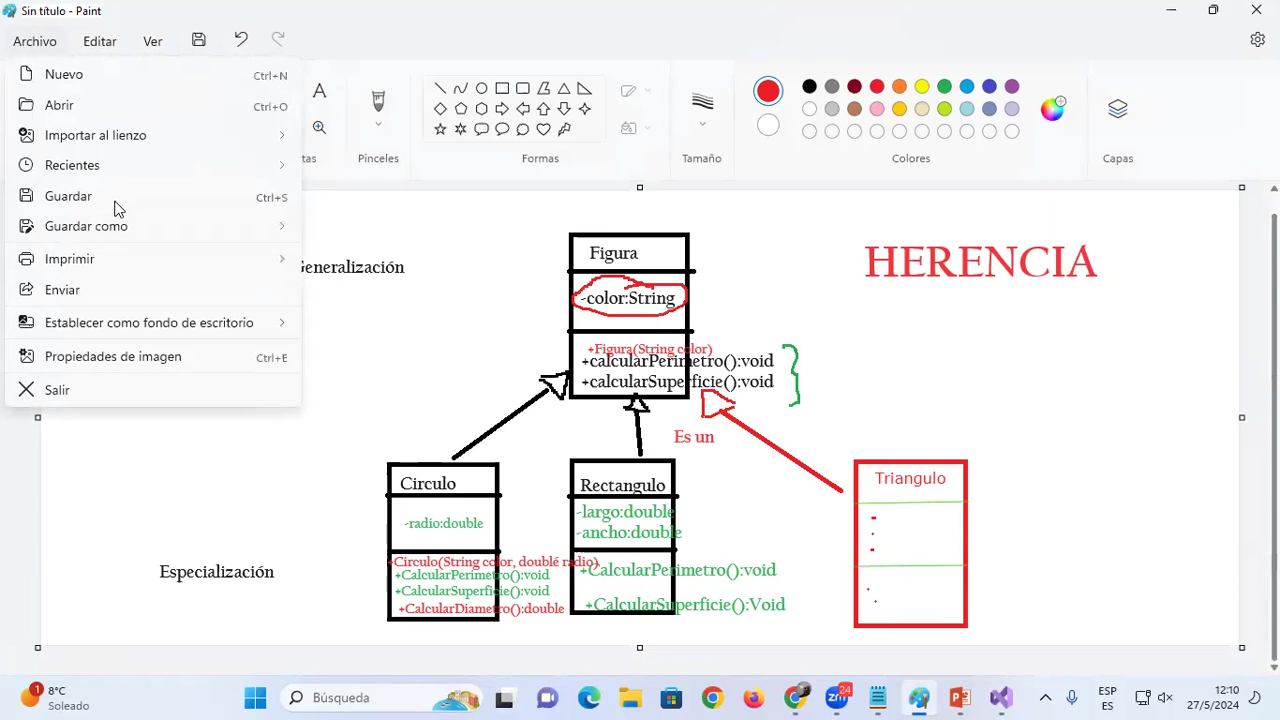 Sin título - Paint
Archivo
Editar
Ver
Nuevo
Ctrl+N
Abrir
Ctrl+O
Importar al lienzo
Recientes
Guardar
Ctrl+S
Guardar como
Imprimir
Enviar
Establecer como fondo de escritorio
Propiedades de imagen
Ctrl+E
Salir
A
tas
Pinceles
Formas
Tamaño
Colores
Capas
Generalización
HERENCIA
Figura
-color:String
+Figura(String color)
+calcularPerimetro():void
+calcularSuperficie():void
Es un
Circulo
-radio:double
+Circulo(String color, doublé radio)
+CalcularPerimetro():void
+CalcularSuperficie():void
+CalcularDiametro():double
Rectangulo
-largo:double
-ancho:double
+CalcularPerimetro():void
+CalcularSuperficie():Void
Triangulo
Especialización
1
8°C
Soleado
Búsqueda
24
ESP
ES
12:10
27/5/2024